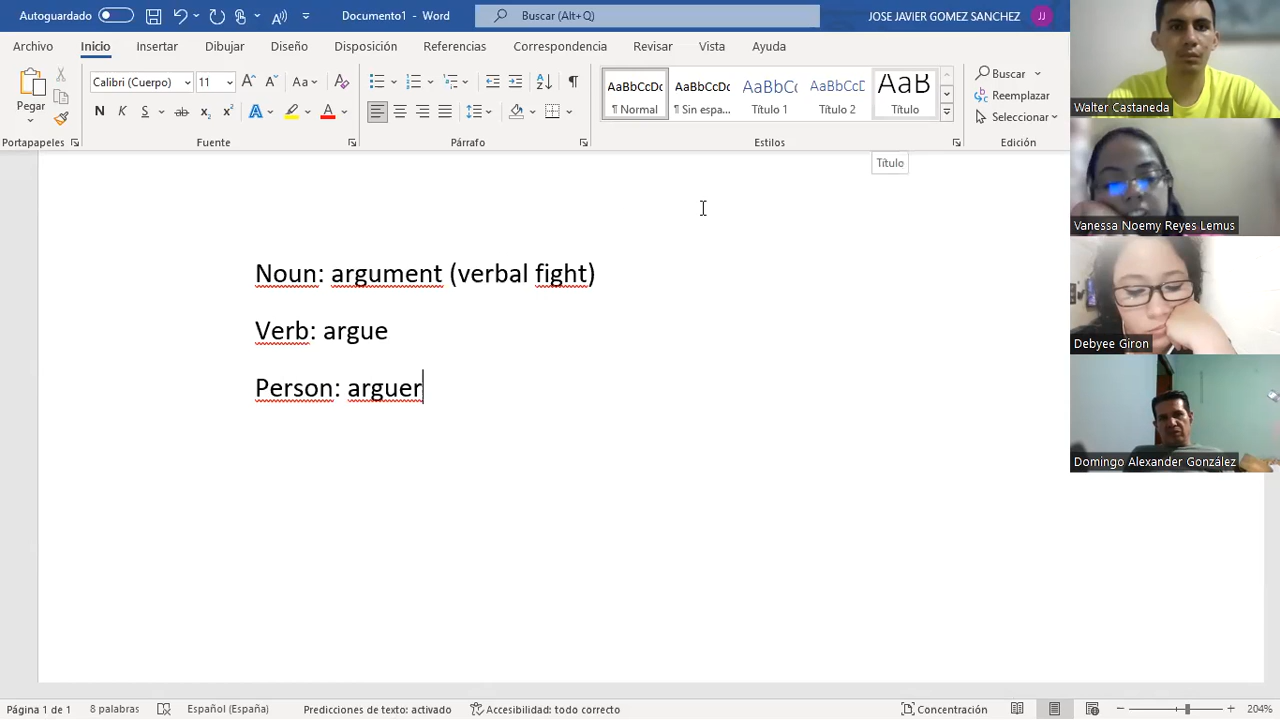 Autoguardado
Documento1 - Word
Buscar (Alt+Q)
JOSE JAVIER GOMEZ SANCHEZ
JJ
Archivo Inicio Insertar Dibujar Diseño Disposición Referencias Correspondencia Revisar Vista Ayuda
Pegar
Calibri (Cuerpo) 11
N K S
AaBbCcDc AaBbCcDc AaBbCc AaBbCcD AaB
¶ Normal ¶ Sin espa... Título 1 Título 2 Título
Buscar
Reemplazar
Seleccionar
Portapapeles Fuente Párrafo Estilos Edición
Título
Noun: argument (verbal fight)
Verb: argue
Person: arguer
Walter Castaneda
Vanessa Noemy Reyes Lemus
Debyee Giron
Domingo Alexander González
Página 1 de 1 8 palabras Español (España) Predicciones de texto: activado Accesibilidad: todo correcto Concentración 204%